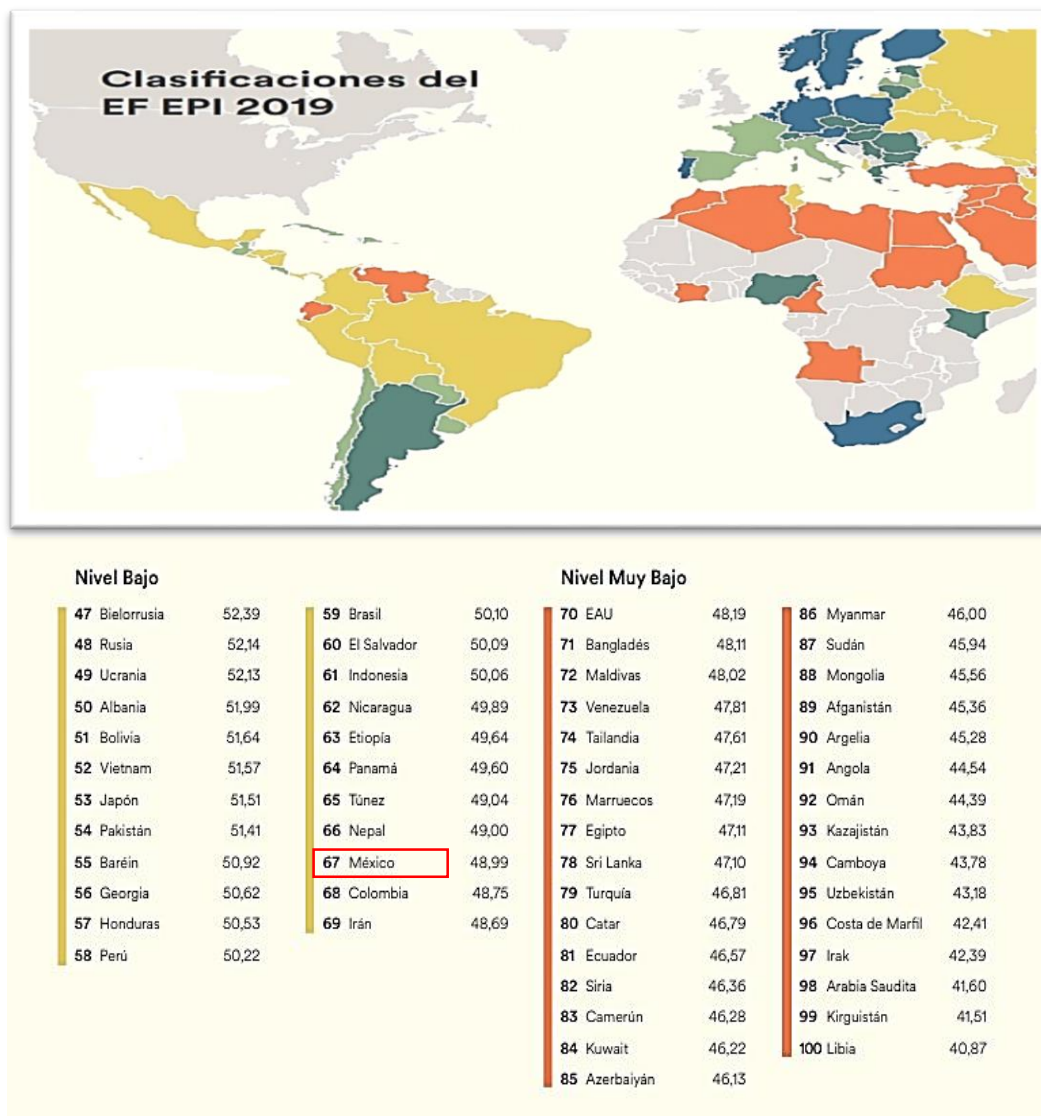 Clasificaciones del
EF EPI 2019
Nivel Bajo
47 Bielorrusia 52,39
48 Rusia 52,14
49 Ucrania 52,13
50 Albania 51,99
51 Bolivia 51,64
52 Vietnam 51,57
53 Japón 51,51
54 Pakistán 51,41
55 Baréin 50,92
56 Georgia 50,62
57 Honduras 50,53
58 Perú 50,22
59 Brasil 50,10
60 El Salvador 50,09
61 Indonesia 50,06
62 Nicaragua 49,89
63 Etiopía 49,64
64 Panamá 49,60
65 Túnez 49,04
66 Nepal 49,00
67 México 48,99
68 Colombia 48,75
69 Irán 48,69
Nivel Muy Bajo
70 EAU 48,19
71 Bangladés 48,11
72 Maldivas 48,02
73 Venezuela 47,81
74 Tailandia 47,61
75 Jordania 47,21
76 Marruecos 47,19
77 Egipto 47,11
78 Sri Lanka 47,10
79 Turquía 46,81
80 Catar 46,79
81 Ecuador 46,57
82 Siria 46,36
83 Camerún 46,28
84 Kuwait 46,22
85 Azerbaiyán 46,13
86 Myanmar 46,00
87 Sudán 45,94
88 Mongolia 45,56
89 Afganistán 45,36
90 Argelia 45,28
91 Angola 44,54
92 Omán 44,39
93 Kazajistán 43,83
94 Camboya 43,78
95 Uzbekistán 43,18
96 Costa de Marfil 42,41
97 Irak 42,39
98 Arabia Saudita 41,60
99 Kirguistán 41,51
100 Libia 40,87